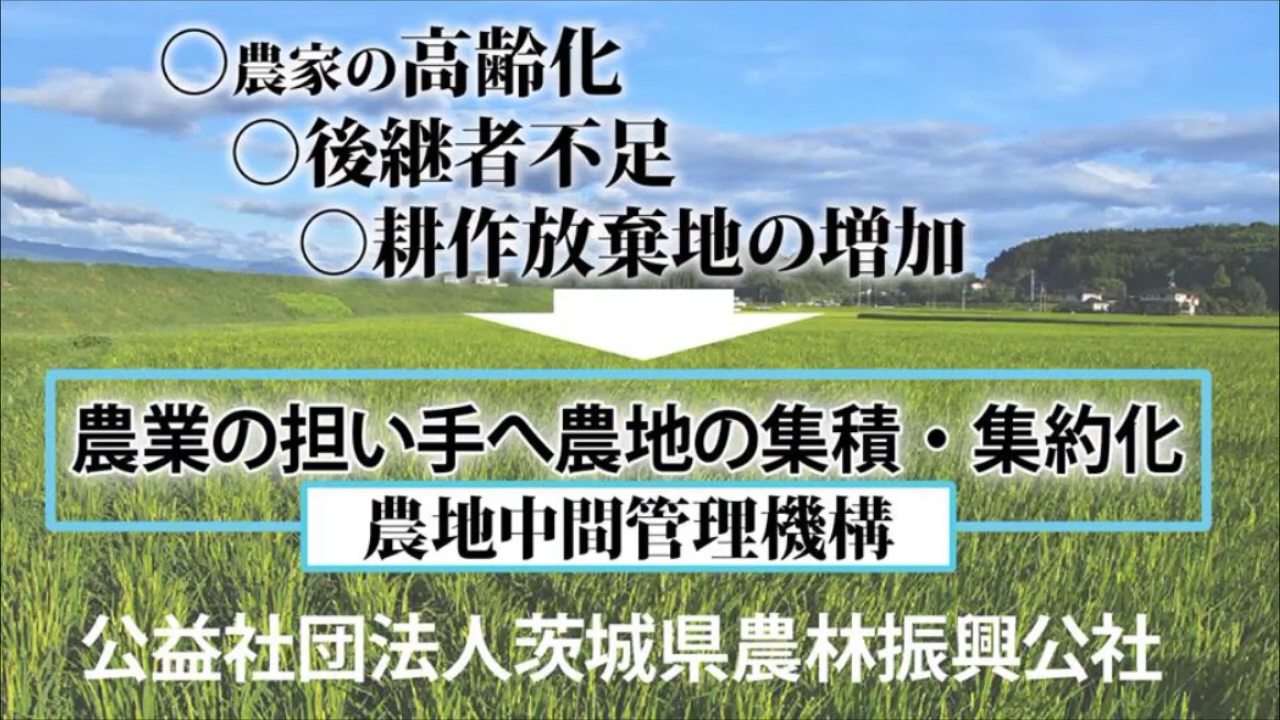 ○農家の高齢化
○後継者不足
○耕作放棄地の増加
農業の担い手へ農地の集積・集約化
農地中間管理機構
公益社団法人茨城県農林振興公社